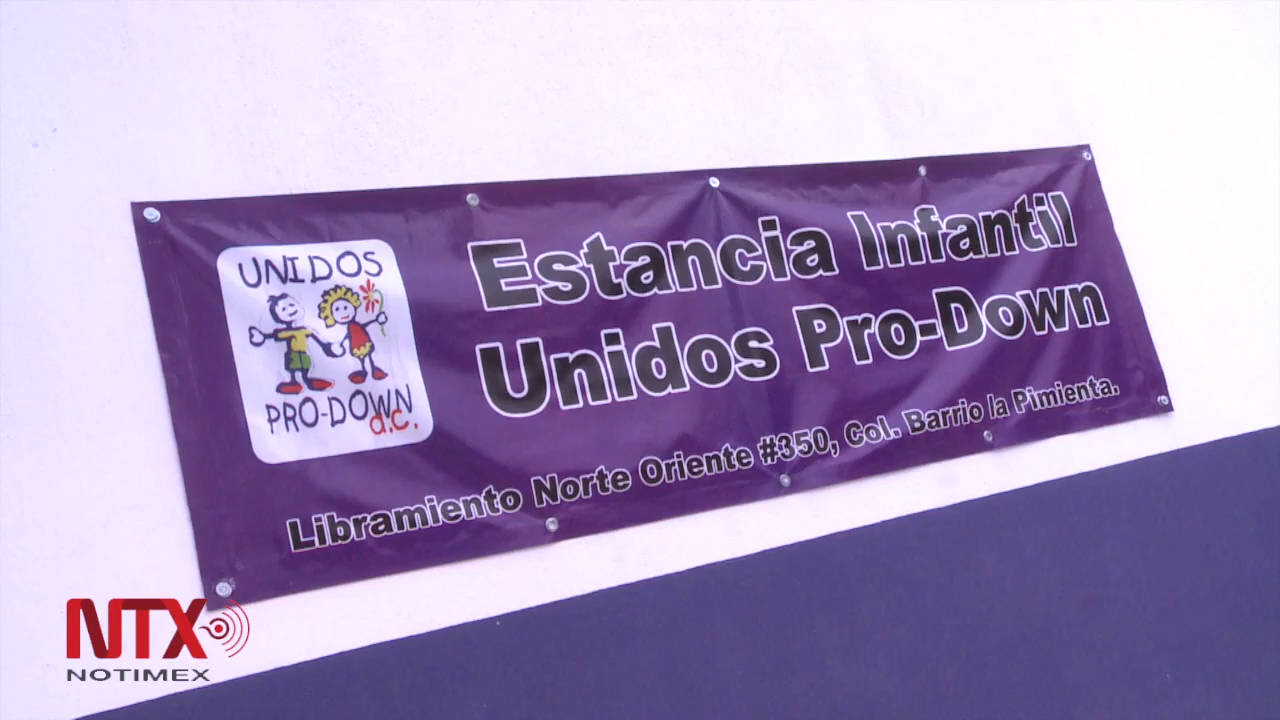 UNIDOS
PRO-DOWN
a.c.
Estancia Infantil
Unidos Pro-Down
Libramiento Norte Oriente #350, Col. Barrio la Pimienta.
NTX
NOTIMEX